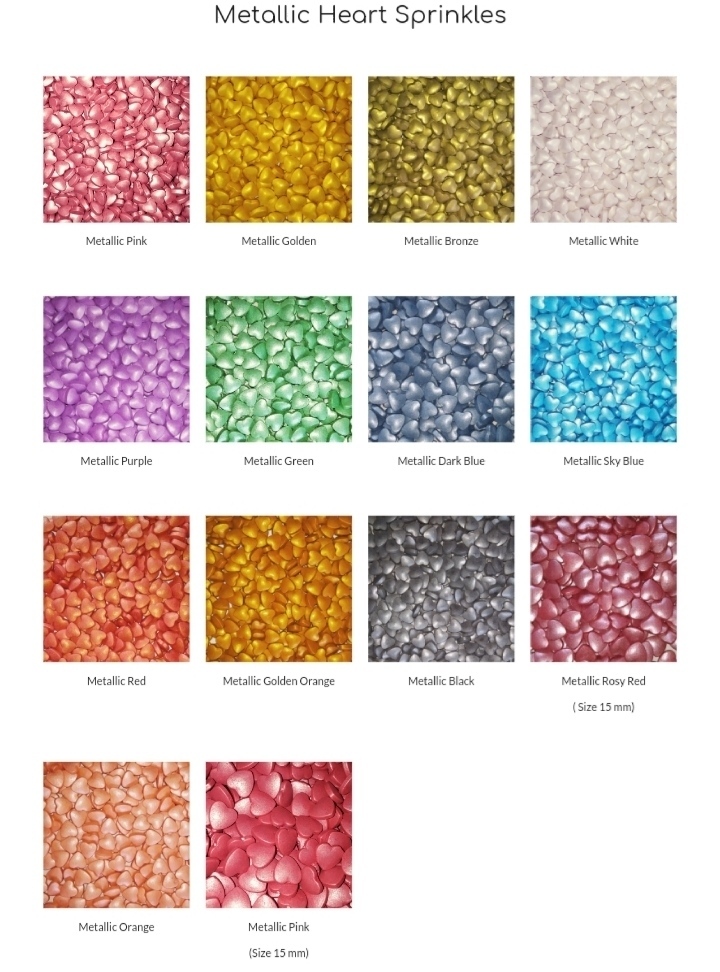 Metallic Heart Sprinkles
Metallic Pink
Metallic Golden
Metallic Bronze
Metallic White
Metallic Purple
Metallic Green
Metallic Dark Blue
Metallic Sky Blue
Metallic Red
Metallic Golden Orange
Metallic Black
Metallic Rosy Red
( Size 15 mm)
Metallic Orange
Metallic Pink
(Size 15 mm)